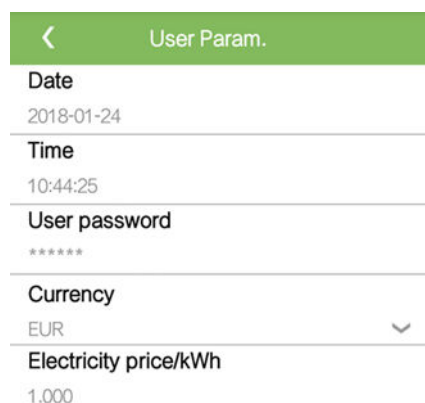 User Param.
Date
2018-01-24
Time
10:44:25
User password
******
Currency
EUR
Electricity price/kWh
1.000